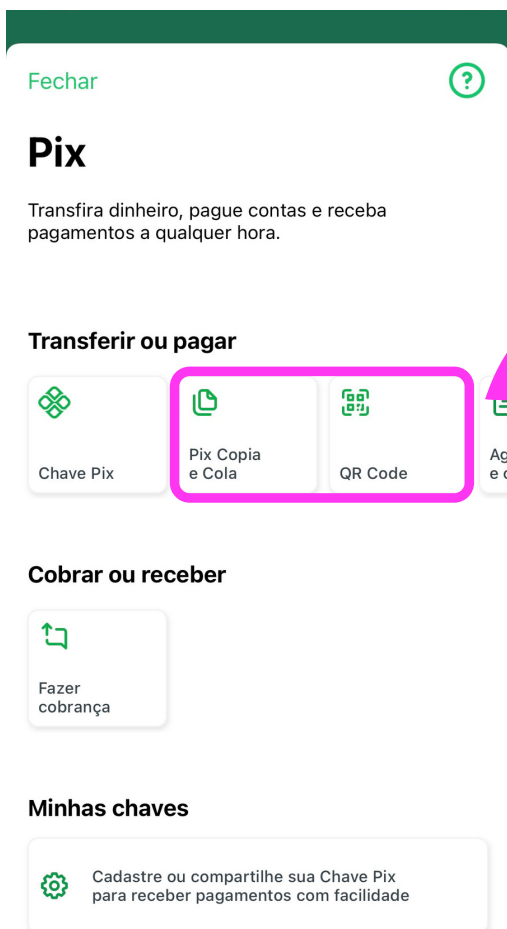 Fechar
?
Pix
Transfira dinheiro, pague contas e receba
pagamentos a qualquer hora.
Transferir ou pagar
Chave Pix
Pix Copia
e Cola
QR Code
Cobrar ou receber
Fazer
cobrança
Minhas chaves
Cadastre ou compartilhe sua Chave Pix
para receber pagamentos com facilidade